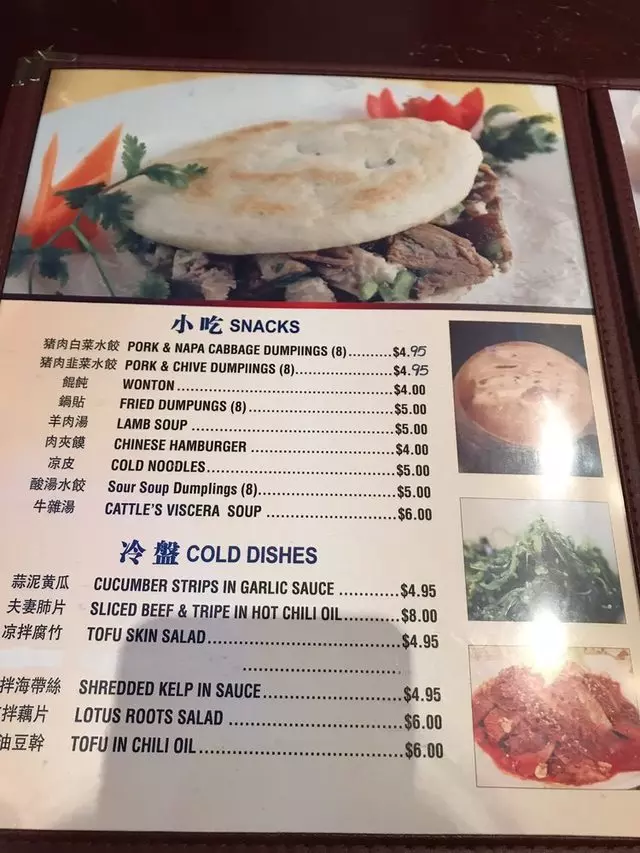 小吃 SNACKS
豬肉白菜水餃 PORK & NAPA CABBAGE DUMPIINGS (8)..........$4.95
豬肉韭菜水餃 PORK & CHIVE DUMPIINGS (8)....................$4.95
餛飩 WONTON....................................................$4.00
鍋貼 FRIED DUMPUNGS (8)...................................$5.00
羊肉湯 LAMB SOUP ...............................................$5.00
肉夾饃 CHINESE HAMBURGER ..................................$4.00
凉皮 COLD NOODLES............................................$5.00
酸湯水餃 Sour Soup Dumplings (8).................................$5.00
牛雜湯 CATTLE'S VISCERA SOUP ...............................$6.00
冷盤 COLD DISHES
蒜泥黄瓜 CUCUMBER STRIPS IN GARLIC SAUCE ..............$4.95
夫妻肺片 SLICED BEEF & TRIPE IN HOT CHILI OIL..............$8.00
凉拌腐竹 TOFU SKIN SALAD......................................$4.95
拌海帶絲 SHREDDED KELP IN SAUCE............................$4.95
拌藕片 LOTUS ROOTS SALAD ...................................$6.00
油豆幹 TOFU IN CHILI OIL.........................................$6.00